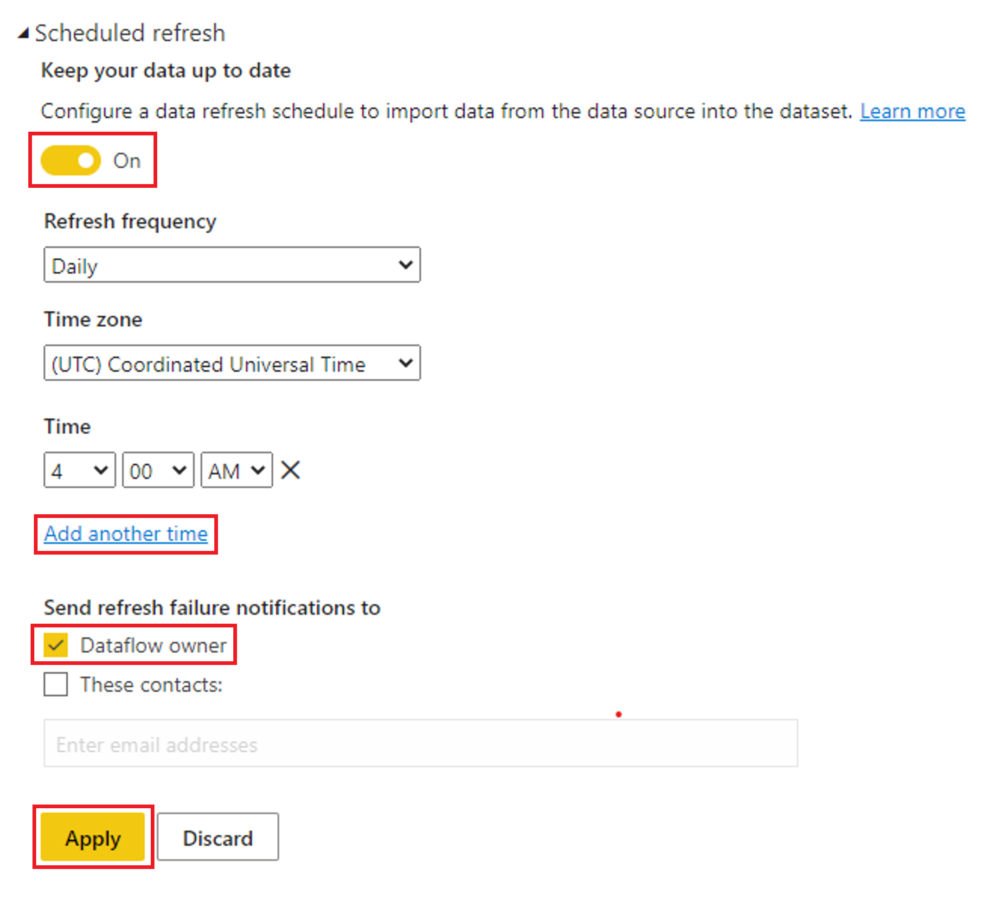 Scheduled refresh
Keep your data up to date
Configure a data refresh schedule to import data from the data source into the dataset. Learn more
On
Refresh frequency
Daily
Time zone
(UTC) Coordinated Universal Time
Time
4 00 AM
Add another time
Send refresh failure notifications to
Dataflow owner
These contacts:
Enter email addresses
Apply Discard